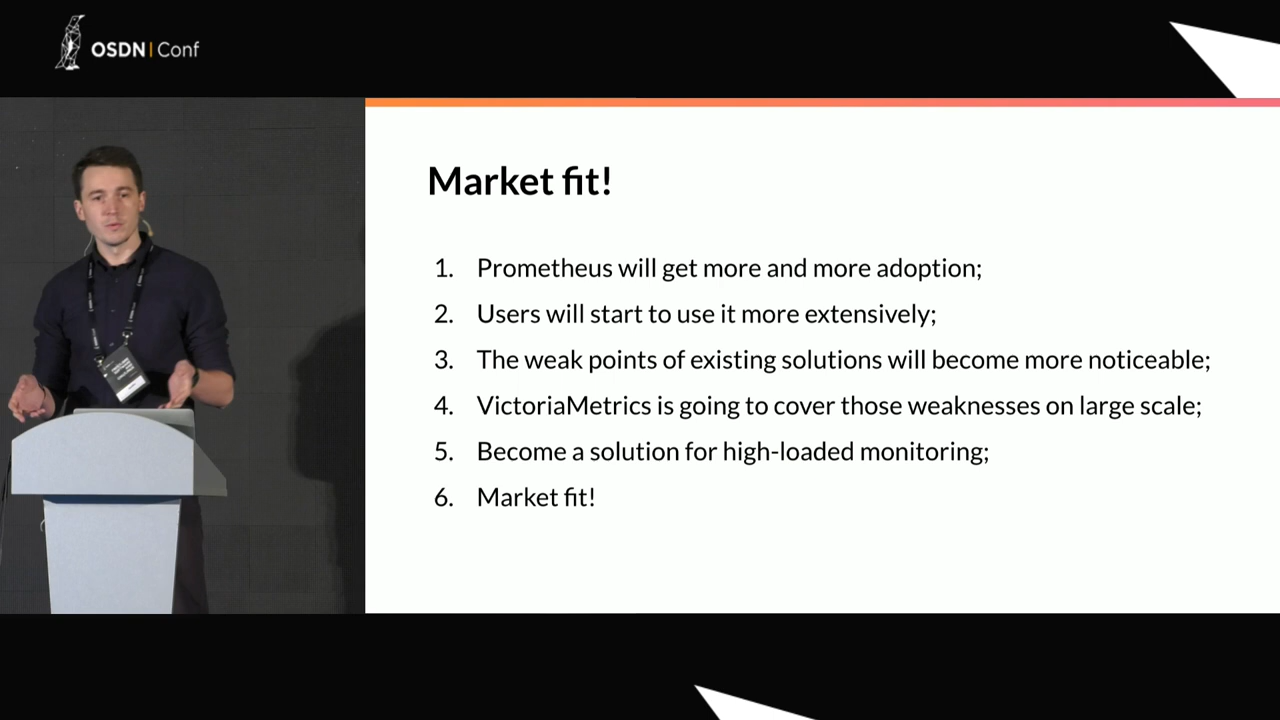 OSDN | Conf
Market fit!
1. Prometheus will get more and more adoption;
2. Users will start to use it more extensively;
3. The weak points of existing solutions will become more noticeable;
4. VictoriaMetrics is going to cover those weaknesses on large scale;
5. Become a solution for high-loaded monitoring;
6. Market fit!